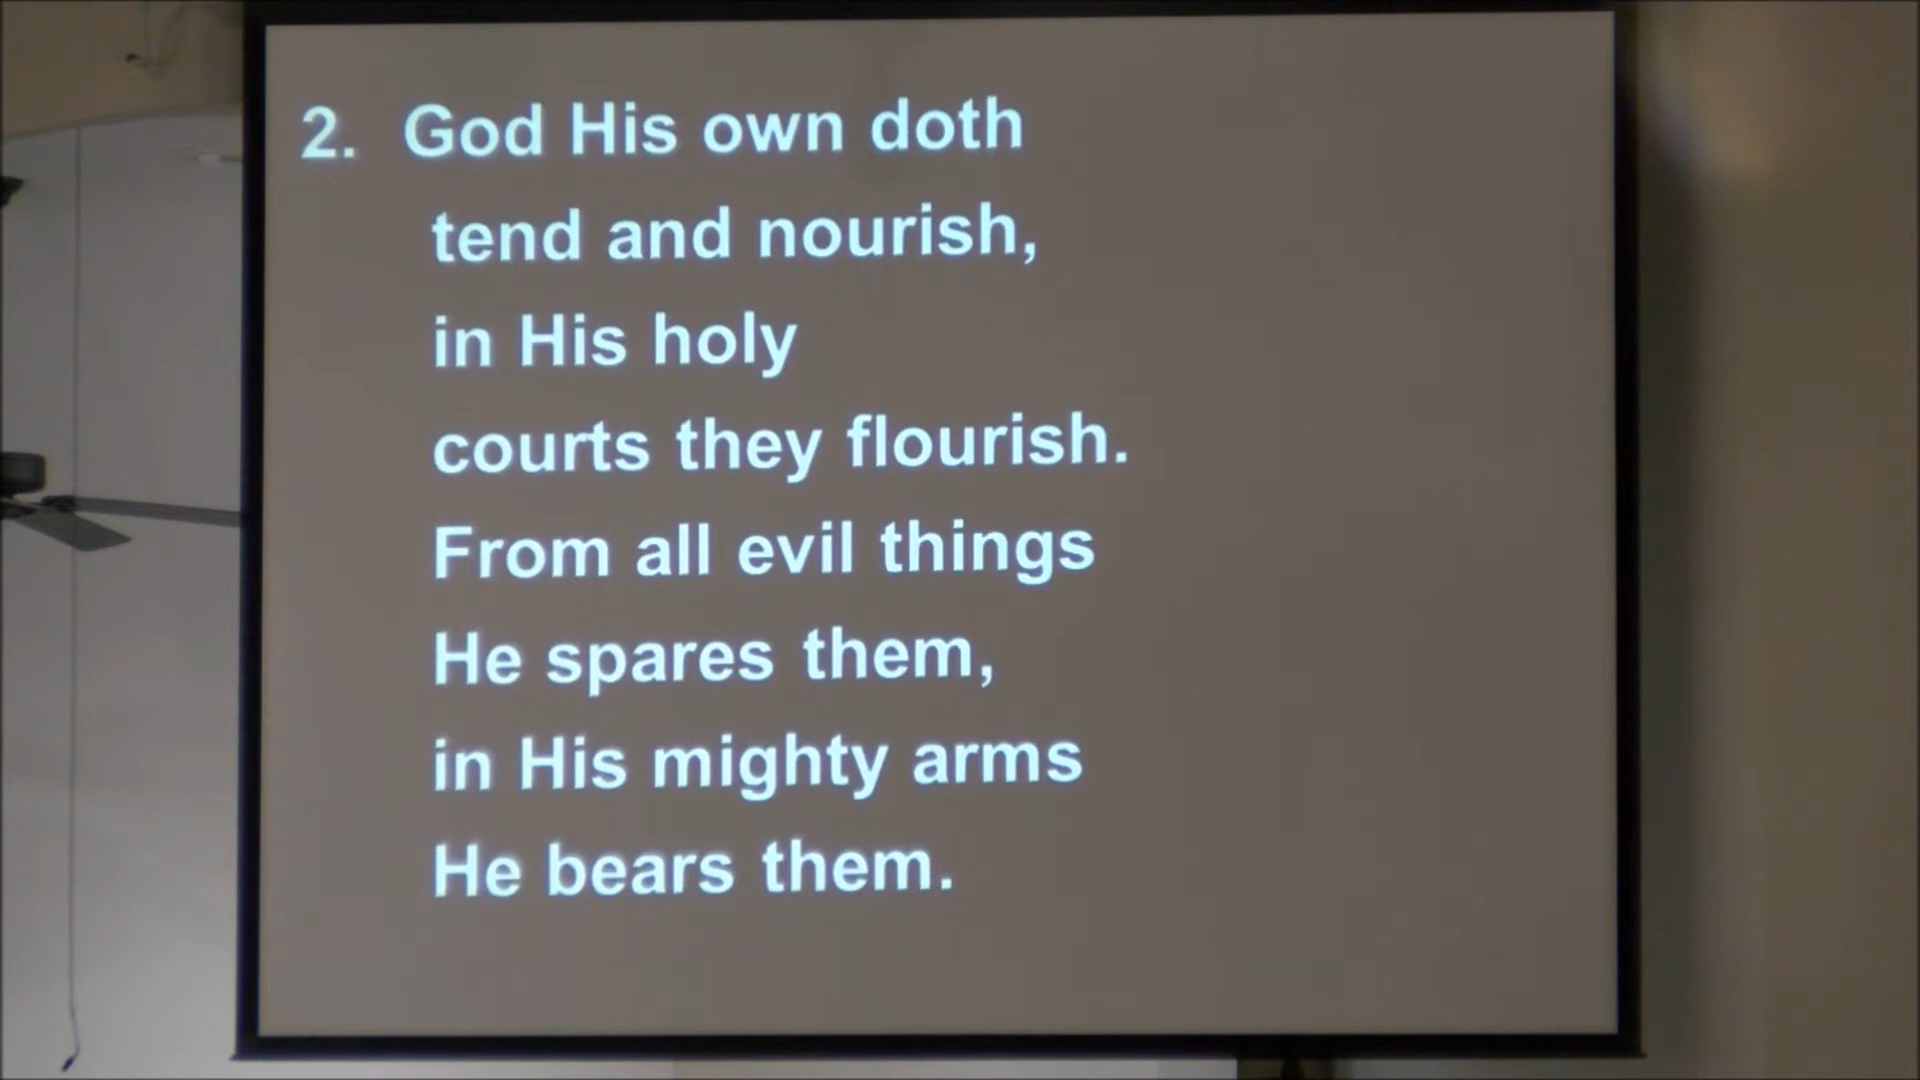 2. God His own doth
tend and nourish,
in His holy
courts they flourish.
From all evil things
He spares them,
in His mighty arms
He bears them.